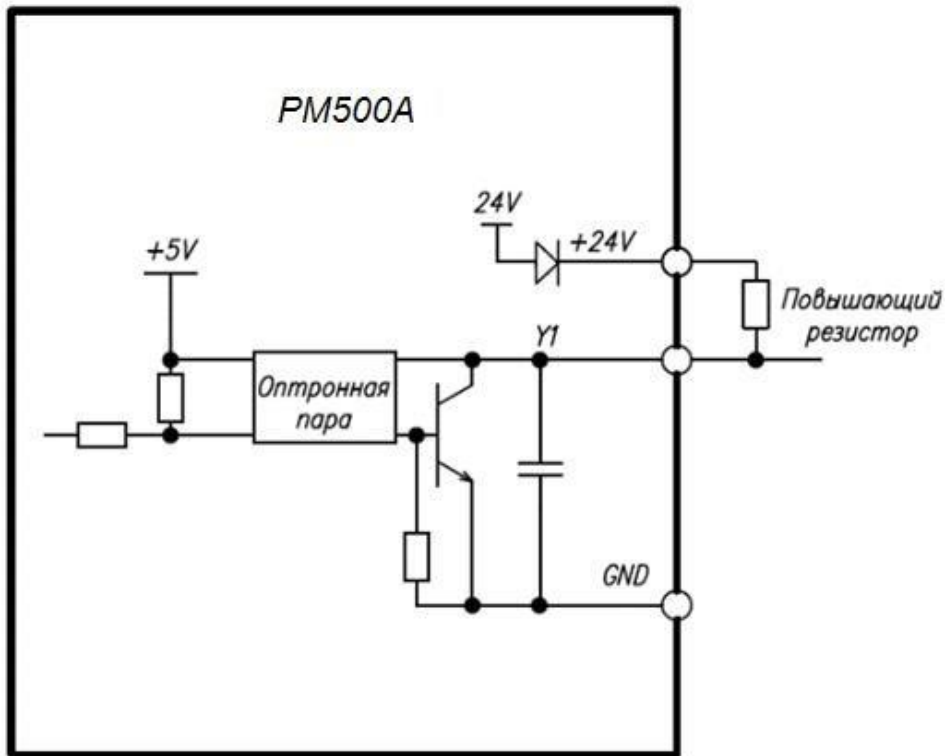 PM500A
24V
+24V
+5V
Повышающий
резистор
Y1
Оптронная
пара
GND